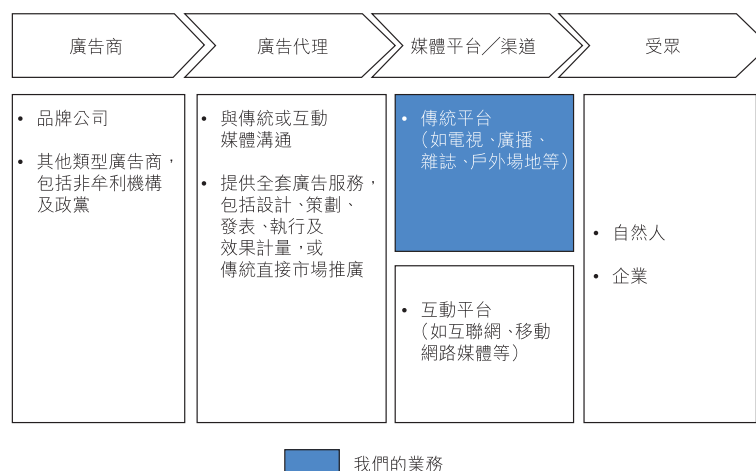 廣告商
廣告代理
媒體平台／渠道
受眾
• 品牌公司
• 其他類型廣告商，
包括非牟利機構
及政黨
• 與傳統或互動
媒體溝通
• 提供全套廣告服務，
包括設計、策劃、
發表、執行及
效果計量，或
傳統直接市場推廣
• 傳統平台
（如電視、廣播、
雜誌、戶外場地等）
• 互動平台
（如互聯網、移動
網路媒體等）
• 自然人
• 企業
我們的業務